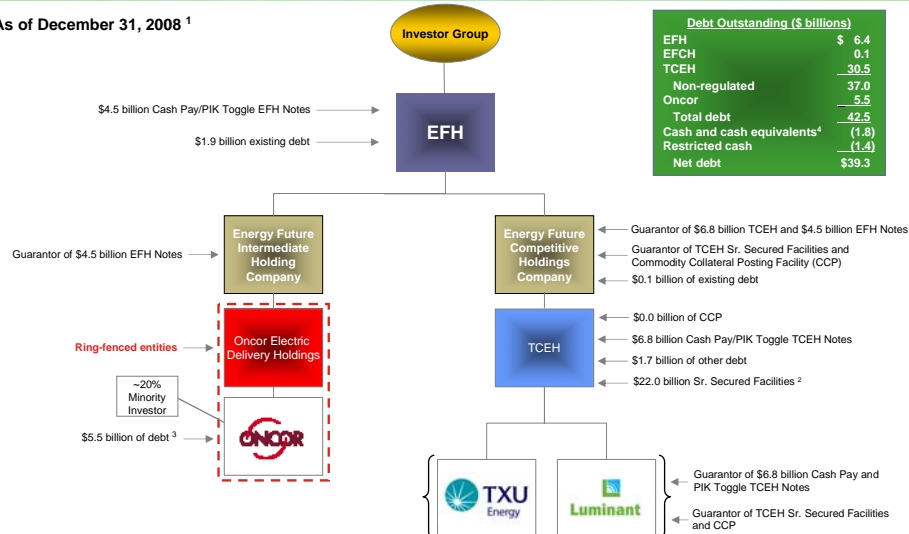 As of December 31, 2008 ¹
Investor Group
Debt Outstanding ($ billions)
EFH $ 6.4
EFCH 0.1
TCEH 30.5
Non-regulated 37.0
Oncor 5.5
Total debt 42.5
Cash and cash equivalents⁴ (1.8)
Restricted cash (1.4)
Net debt $39.3
$4.5 billion Cash Pay/PIK Toggle EFH Notes
$1.9 billion existing debt
EFH
Guarantor of $4.5 billion EFH Notes
Energy Future
Intermediate
Holding
Company
Energy Future
Competitive
Holdings
Company
Guarantor of $6.8 billion TCEH and $4.5 billion EFH Notes
Guarantor of TCEH Sr. Secured Facilities and
Commodity Collateral Posting Facility (CCP)
$0.1 billion of existing debt
Ring-fenced entities
Oncor Electric
Delivery Holdings
TCEH
$0.0 billion of CCP
$6.8 billion Cash Pay/PIK Toggle TCEH Notes
$1.7 billion of other debt
$22.0 billion Sr. Secured Facilities ²
~20%
Minority
Investor
$5.5 billion of debt ³
ONCOR
TXU
Energy
Luminant
Guarantor of $6.8 billion Cash Pay and
PIK Toggle TCEH Notes
Guarantor of TCEH Sr. Secured Facilities
and CCP